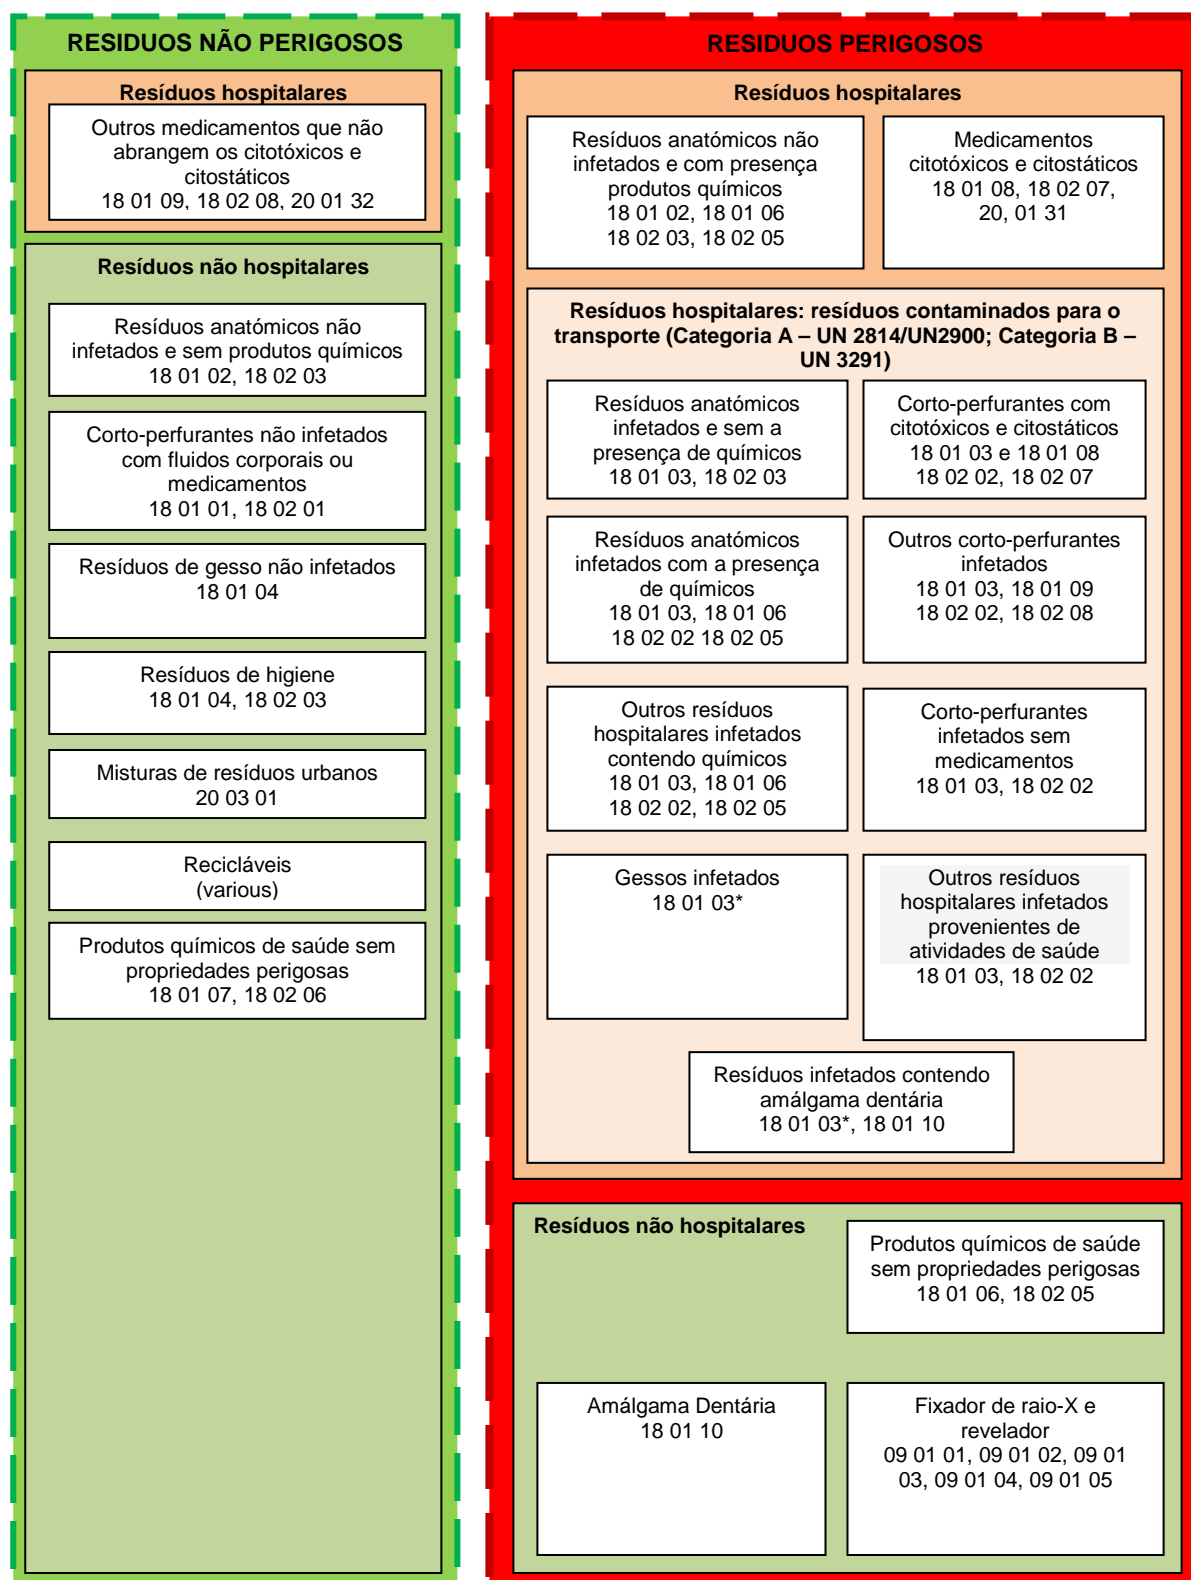 RESIDUOS NÃO PERIGOSOS
Resíduos hospitalares
Outros medicamentos que não
abrangem os citotóxicos e
citostáticos
18 01 09, 18 02 08, 20 01 32
Resíduos não hospitalares
Resíduos anatómicos não
infetados e sem produtos químicos
18 01 02, 18 02 03
Corto-perfurantes não infetados
com fluidos corporais ou
medicamentos
18 01 01, 18 02 01
Resíduos de gesso não infetados
18 01 04
Resíduos de higiene
18 01 04, 18 02 03
Misturas de resíduos urbanos
20 03 01
Recicláveis
(various)
Produtos químicos de saúde sem
propriedades perigosas
18 01 07, 18 02 06
RESIDUOS PERIGOSOS
Resíduos hospitalares
Resíduos anatómicos não
infetados e com presença
produtos químicos
18 01 02, 18 01 06
18 02 03, 18 02 05
Medicamentos
citotóxicos e citostáticos
18 01 08, 18 02 07,
20, 01 31
Resíduos hospitalares: resíduos contaminados para o
transporte (Categoria A – UN 2814/UN2900; Categoria B –
UN 3291)
Resíduos anatómicos
infetados e sem a
presença de químicos
18 01 03, 18 02 03
Corto-perfurantes com
citotóxicos e citostáticos
18 01 03 e 18 01 08
18 02 02, 18 02 07
Resíduos anatómicos
infetados com a presença
de químicos
18 01 03, 18 01 06
18 02 02 18 02 05
Outros corto-perfurantes
infetados
18 01 03, 18 01 09
18 02 02, 18 02 08
Outros resíduos
hospitalares infetados
contendo químicos
18 01 03, 18 01 06
18 02 02, 18 02 05
Corto-perfurantes
infetados sem
medicamentos
18 01 03, 18 02 02
Gessos infetados
18 01 03*
Outros resíduos
hospitalares infetados
provenientes de
atividades de saúde
18 01 03, 18 02 02
Resíduos infetados contendo
amálgama dentária
18 01 03*, 18 01 10
Resíduos não hospitalares
Produtos químicos de saúde
sem propriedades perigosas
18 01 06, 18 02 05
Amálgama Dentária
18 01 10
Fixador de raio-X e
revelador
09 01 01, 09 01 02, 09 01
03, 09 01 04, 09 01 05